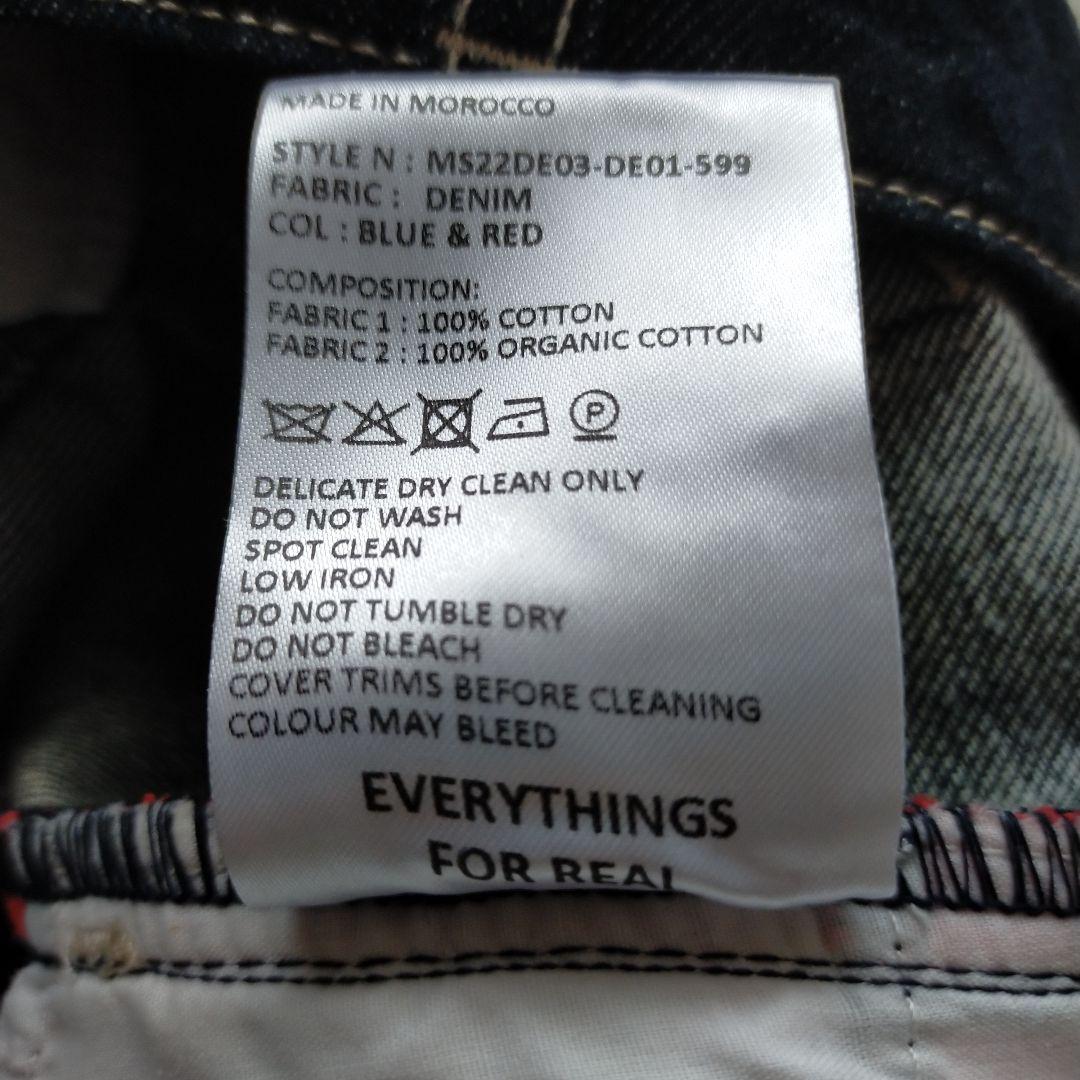 MADE IN MOROCCO
STYLE N : MS22DE03-DE01-599
FABRIC : DENIM
COL : BLUE & RED
COMPOSITION:
FABRIC 1 : 100% COTTON
FABRIC 2 : 100% ORGANIC COTTON
P
DELICATE DRY CLEAN ONLY
DO NOT WASH
SPOT CLEAN
LOW IRON
DO NOT TUMBLE DRY
DO NOT BLEACH
COVER TRIMS BEFORE CLEANING
COLOUR MAY BLEED
EVERYTHINGS
FOR REAL